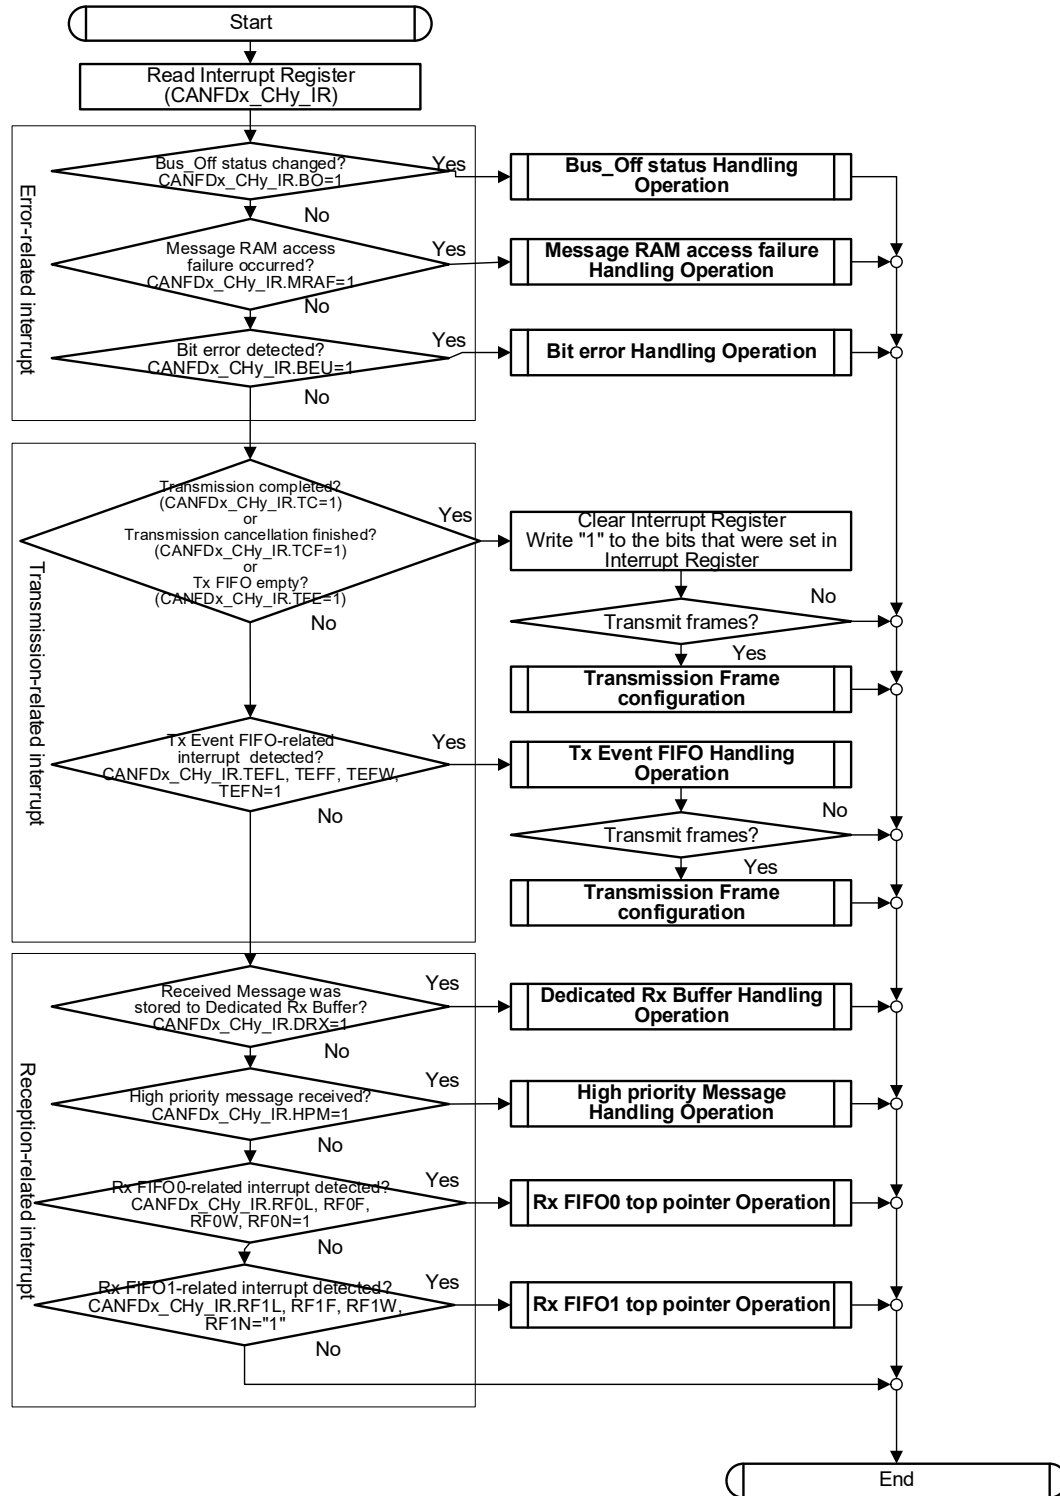 Start
Read Interrupt Register
(CANFDx_CHy_IR)
Error-related interrupt
Bus_Off status changed?
CANFDx_CHy_IR.BO=1
Yes
Bus_Off status Handling
Operation
No
Message RAM access
failure occurred?
CANFDx_CHy_IR.MRAF=1
Yes
Message RAM access failure
Handling Operation
No
Bit error detected?
CANFDx_CHy_IR.BEU=1
Yes
Bit error Handling Operation
No
Transmission-related interrupt
Transmission completed?
(CANFDx_CHy_IR.TC=1)
or
Transmission cancellation finished?
(CANFDx_CHy_IR.TCF=1)
or
Tx FIFO empty?
(CANFDx_CHy_IR.TFE=1)
Yes
Clear Interrupt Register
Write "1" to the bits that were set in
Interrupt Register
No
Transmit frames?
No
Yes
Transmission Frame
configuration
Tx Event FIFO-related
interrupt detected?
CANFDx_CHy_IR.TEFL, TEFF, TEFW,
TEFN=1
Yes
Tx Event FIFO Handling
Operation
No
Transmit frames?
No
Yes
Transmission Frame
configuration
Reception-related interrupt
Received Message was
stored to Dedicated Rx Buffer?
CANFDx_CHy_IR.DRX=1
Yes
Dedicated Rx Buffer Handling
Operation
No
High priority message received?
CANFDx_CHy_IR.HPM=1
Yes
High priority Message
Handling Operation
No
Rx FIFO0-related interrupt detected?
CANFDx_CHy_IR.RF0L, RF0F,
RF0W, RF0N=1
Yes
Rx FIFO0 top pointer Operation
No
Rx FIFO1-related interrupt detected?
CANFDx_CHy_IR.RF1L, RF1F, RF1W,
RF1N="1"
Yes
Rx FIFO1 top pointer Operation
No
End